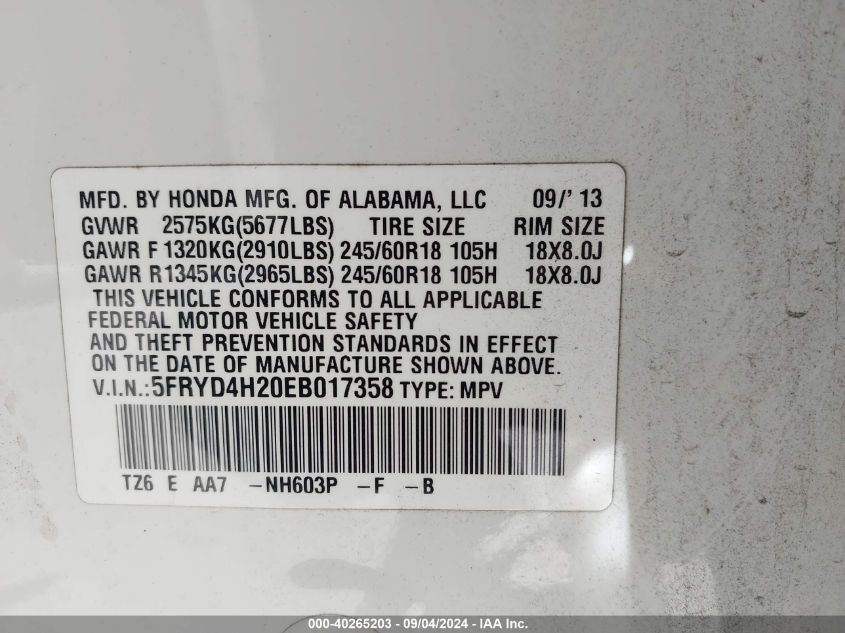 MFD. BY HONDA MFG. OF ALABAMA, LLC 09/' 13
GVWR 2575KG(5677LBS) TIRE SIZE RIM SIZE
GAWR F 1320KG(2910LBS) 245/60R18 105H 18X8.0J
GAWR R 1345KG(2965LBS) 245/60R18 105H 18X8.0J
THIS VEHICLE CONFORMS TO ALL APPLICABLE
FEDERAL MOTOR VEHICLE SAFETY
AND THEFT PREVENTION STANDARDS IN EFFECT
ON THE DATE OF MANUFACTURE SHOWN ABOVE.
V.I.N.:5FRYD4H20EB017358 TYPE: MPV
TZ6 E AA7 -NH603P -F -B
000-40265203 - 09/04/2024 - IAA Inc.